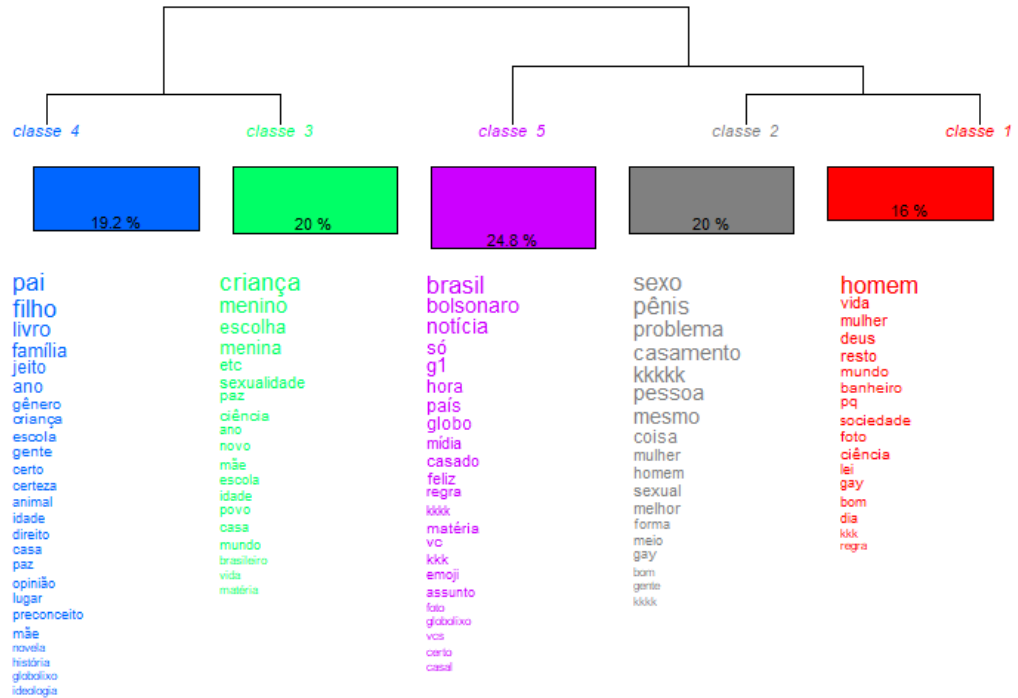 classe 4
classe 3
classe 5
classe 2
classe 1
19.2 %
20 %
24.8 %
20 %
16 %
pai
filho
livro
família
jeito
ano
gênero
criança
escola
gente
certo
certeza
animal
idade
direito
casa
paz
opinião
lugar
preconceito
mãe
novela
história
globolixo
ideologia
criança
menino
escolha
menina
etc
sexualidade
paz
ciência
ano
novo
mãe
escola
idade
povo
casa
mundo
brasileiro
vida
matéria
brasil
bolsonaro
notícia
só
g1
hora
país
globo
mídia
casado
feliz
regra
kkkk
matéria
vc
kkk
emoji
assunto
foto
globolixo
vcs
certo
casal
sexo
pênis
problema
casamento
kkkkk
pessoa
mesmo
coisa
mulher
homem
sexual
melhor
forma
meio
gay
bom
gente
kkkk
homem
vida
mulher
deus
resto
mundo
banheiro
pq
sociedade
foto
ciência
lei
gay
bom
dia
kkk
regra